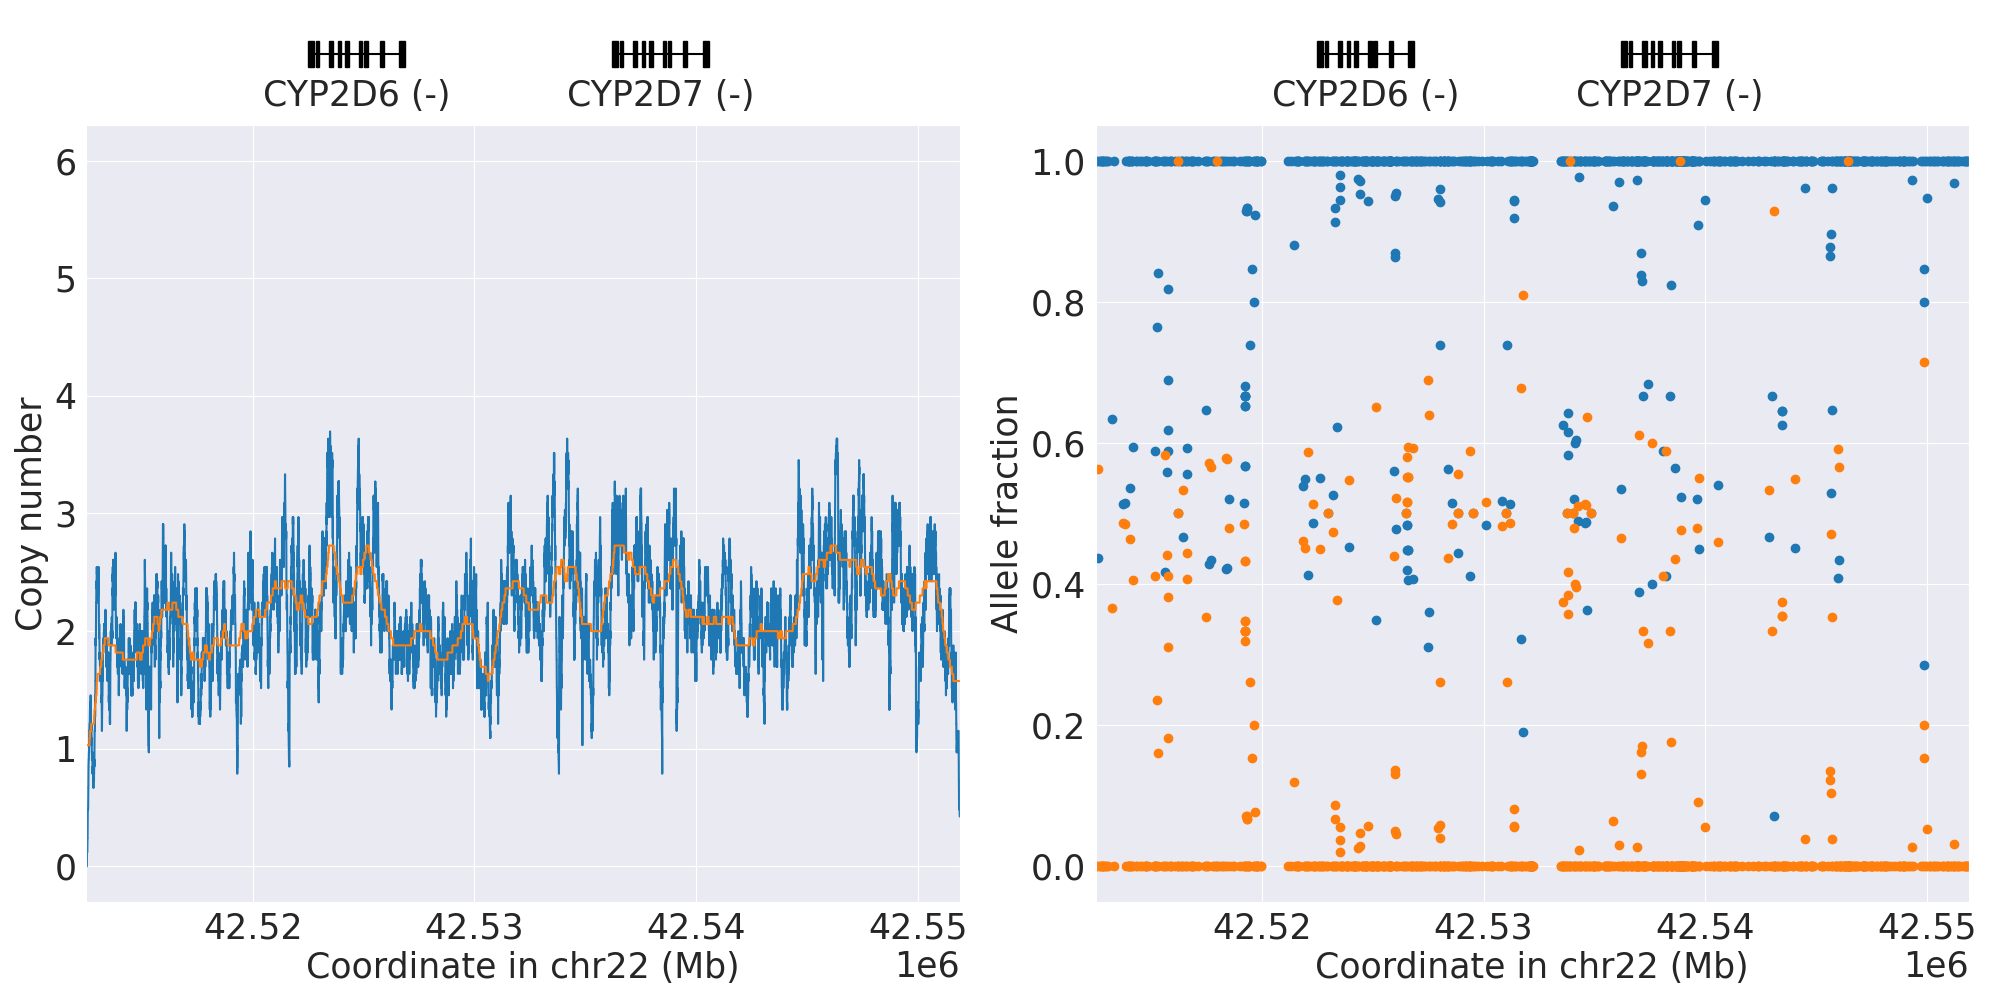 CYP2D6 (-)
CYP2D7 (-)
6
5
4
3
2
1
0
Copy number
42.52
42.53
42.54
42.55
Coordinate in chr22 (Mb)
1e6
CYP2D6 (-)
CYP2D7 (-)
1.0
0.8
0.6
0.4
0.2
0.0
Allele fraction
42.52
42.53
42.54
42.55
Coordinate in chr22 (Mb)
1e6